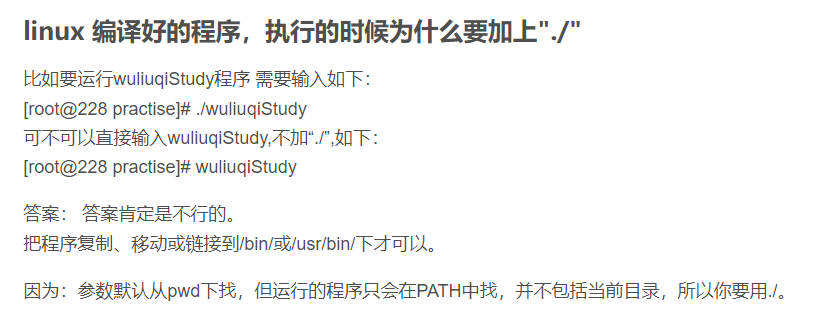 linux 编译好的程序，执行的时候为什么要加上"./"
比如要运行wuliuqiStudy程序 需要输入如下：
[root@228 practise]# ./wuliuqiStudy
可不可以直接输入wuliuqiStudy,不加“./”,如下：
[root@228 practise]# wuliuqiStudy
答案： 答案肯定是不行的。
把程序复制、移动或链接到/bin/或/usr/bin/下才可以。
因为：参数默认从pwd下找，但运行的程序只会在PATH中找，并不包括当前目录，所以你要用./。